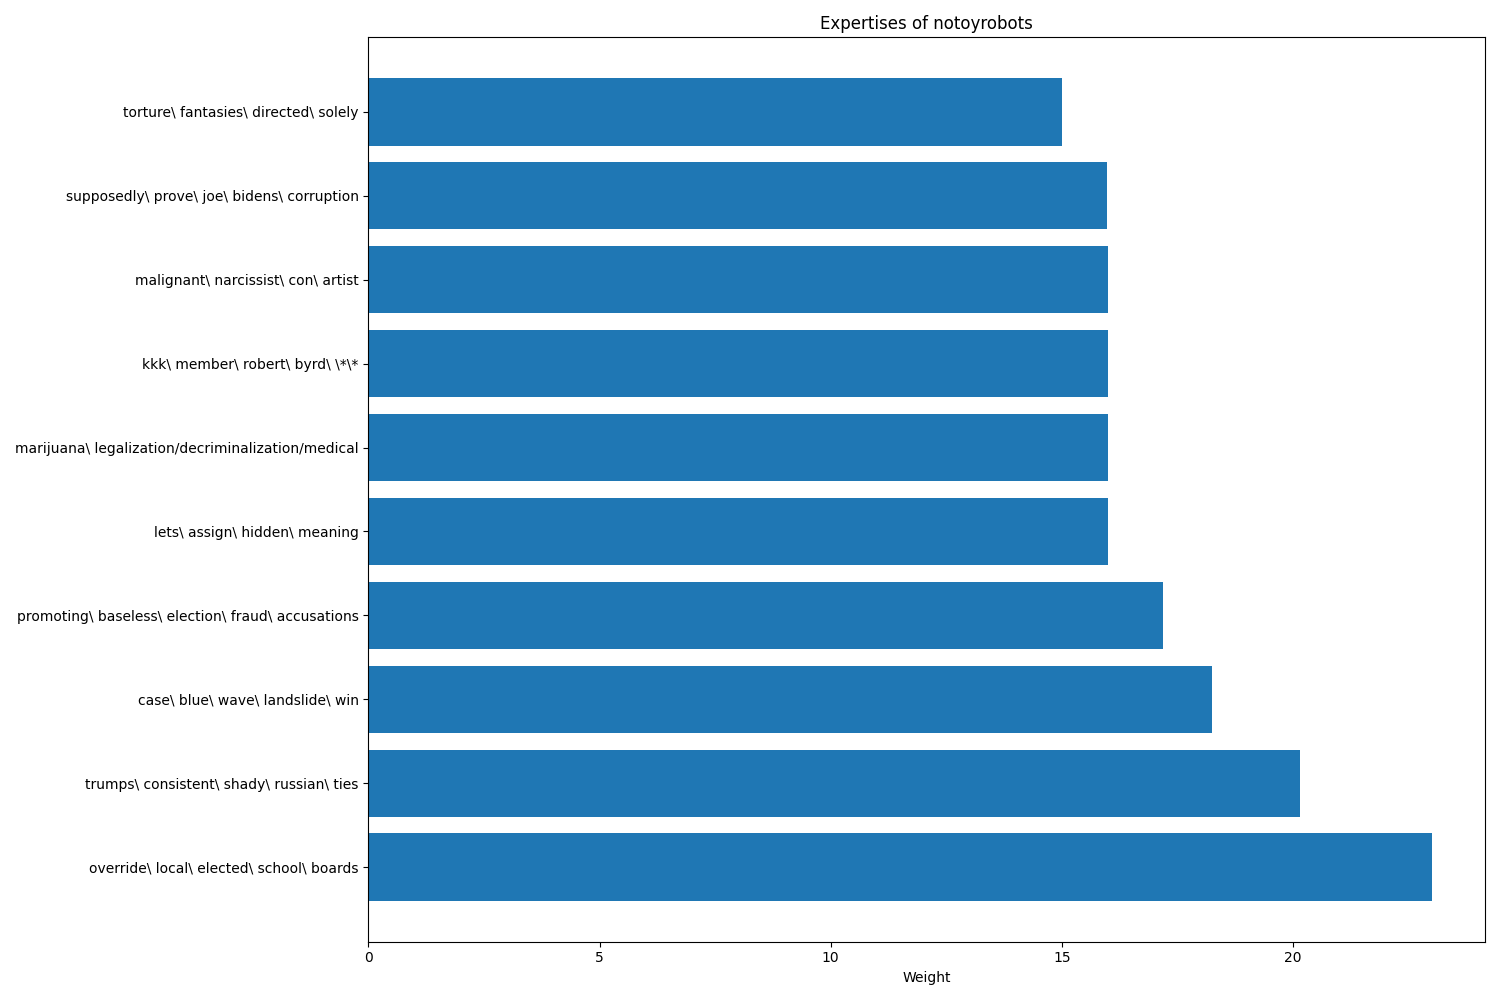 Expertises of notoyrobots
torture\ fantasies\ directed\ solely
supposedly\ prove\ joe\ bidens\ corruption
malignant\ narcissist\ con\ artist
kkk\ member\ robert\ byrd\ \*\*
marijuana\ legalization/decriminalization/medical
lets\ assign\ hidden\ meaning
promoting\ baseless\ election\ fraud\ accusations
case\ blue\ wave\ landslide\ win
trumps\ consistent\ shady\ russian\ ties
override\ local\ elected\ school\ boards
0 5 10 15 20
Weight